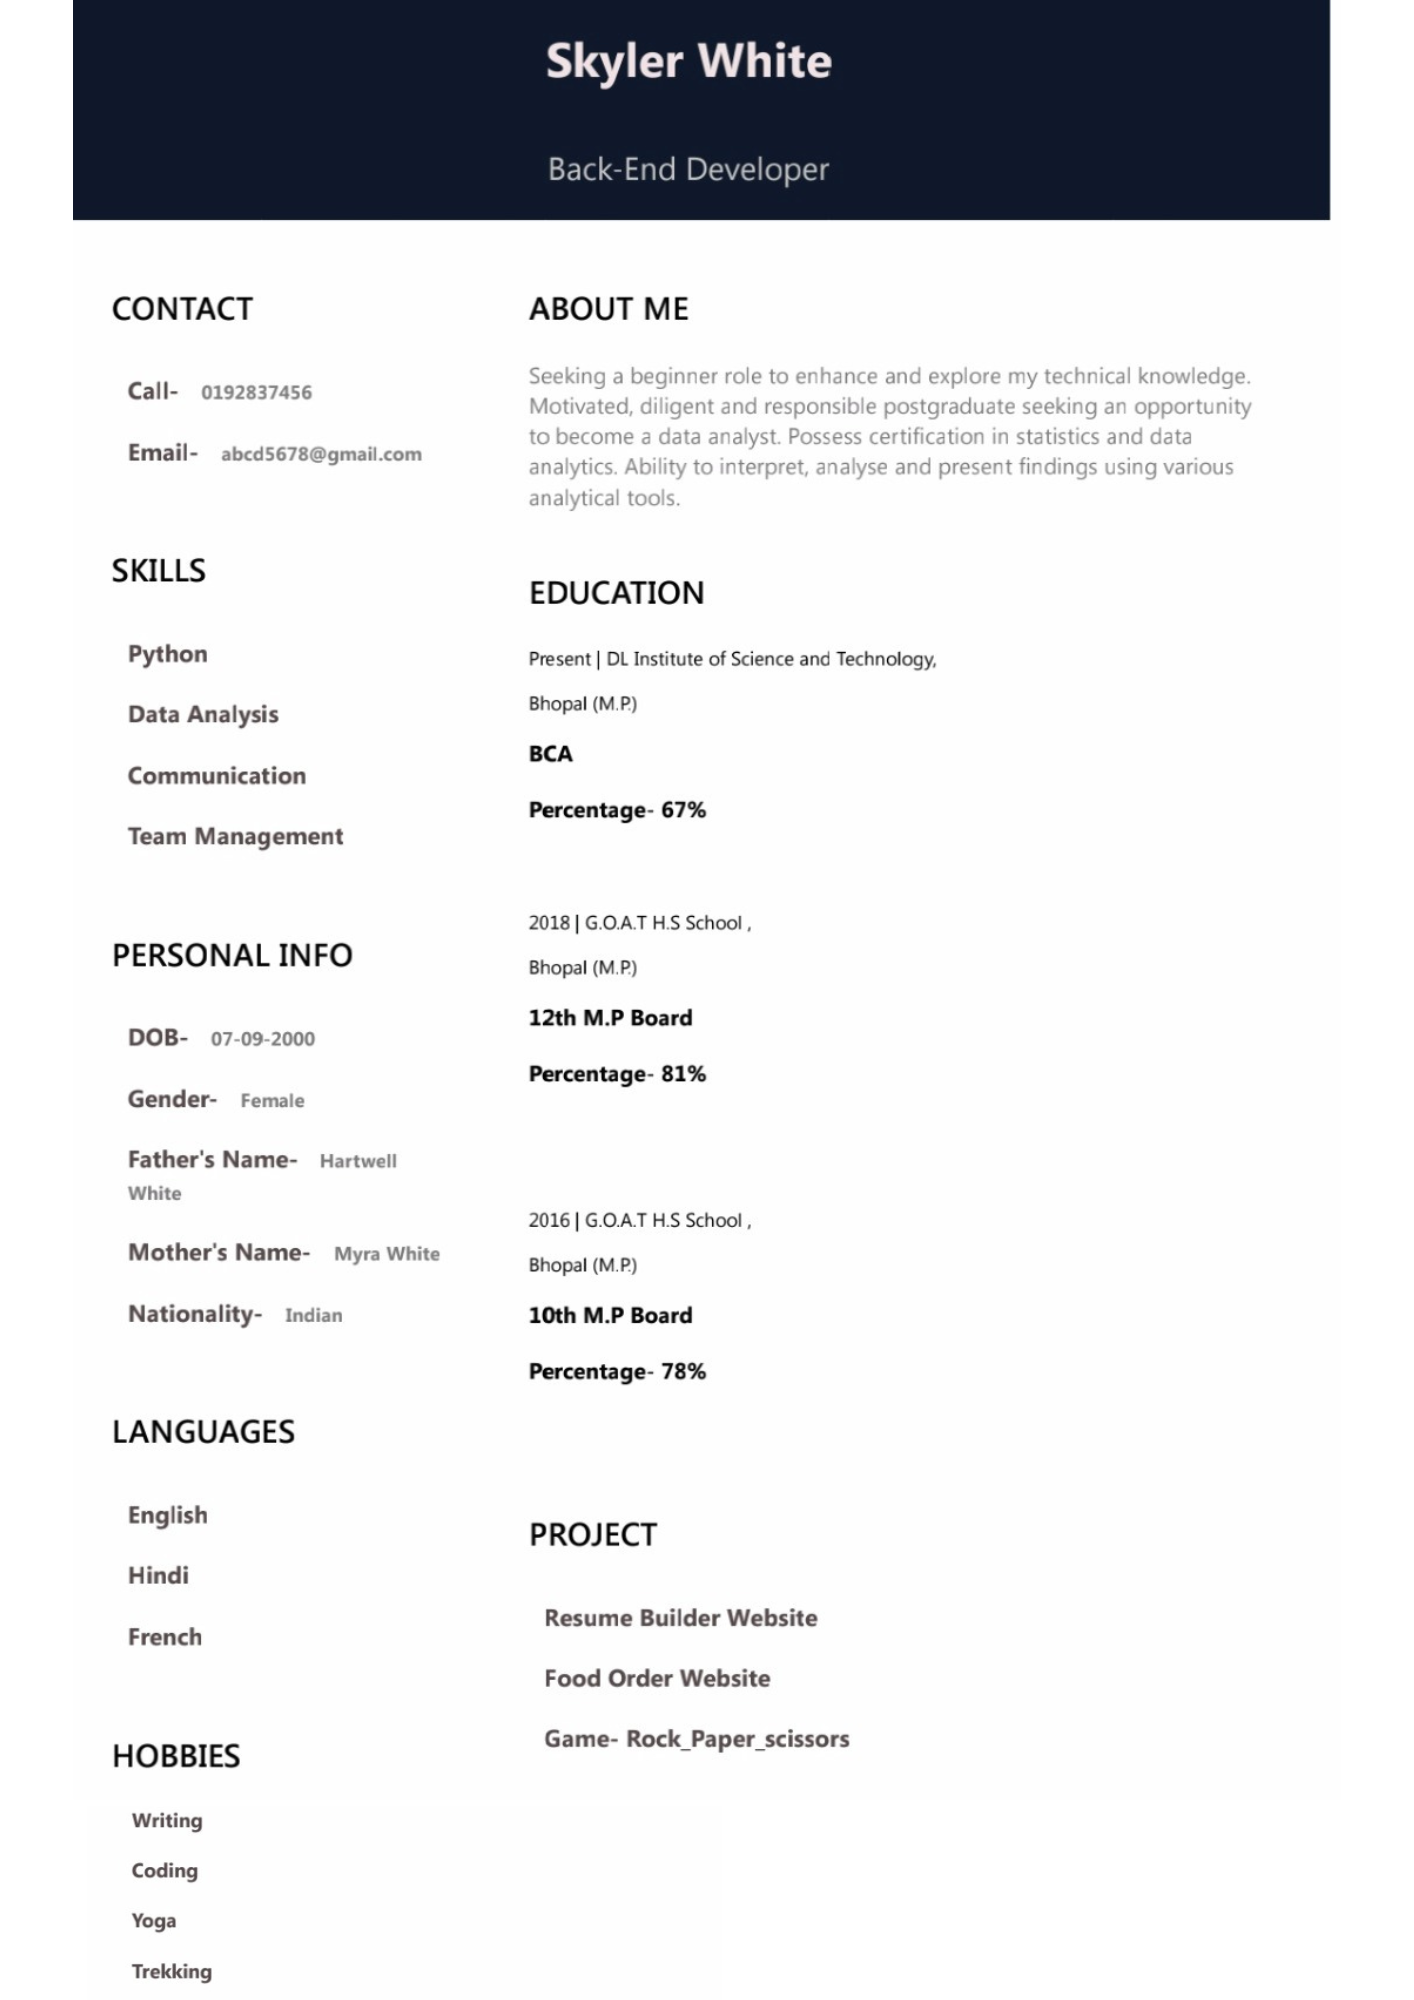 Skyler White
Back-End Developer
CONTACT
Call- 0192837456
Email- abcd5678@gmail.com
SKILLS
Python
Data Analysis
Communication
Team Management
PERSONAL INFO
DOB- 07-09-2000
Gender- Female
Father's Name- Hartwell
White
Mother's Name- Myra White
Nationality- Indian
LANGUAGES
English
Hindi
French
HOBBIES
Writing
Coding
Yoga
Trekking
ABOUT ME
Seeking a beginner role to enhance and explore my technical knowledge.
Motivated, diligent and responsible postgraduate seeking an opportunity
to become a data analyst. Possess certification in statistics and data
analytics. Ability to interpret, analyse and present findings using various
analytical tools.
EDUCATION
Present | DL Institute of Science and Technology,
Bhopal (M.P.)
BCA
Percentage- 67%
2018 | G.O.A.T H.S School ,
Bhopal (M.P.)
12th M.P Board
Percentage- 81%
2016 | G.O.A.T H.S School ,
Bhopal (M.P.)
10th M.P Board
Percentage- 78%
PROJECT
Resume Builder Website
Food Order Website
Game- Rock_Paper_scissors